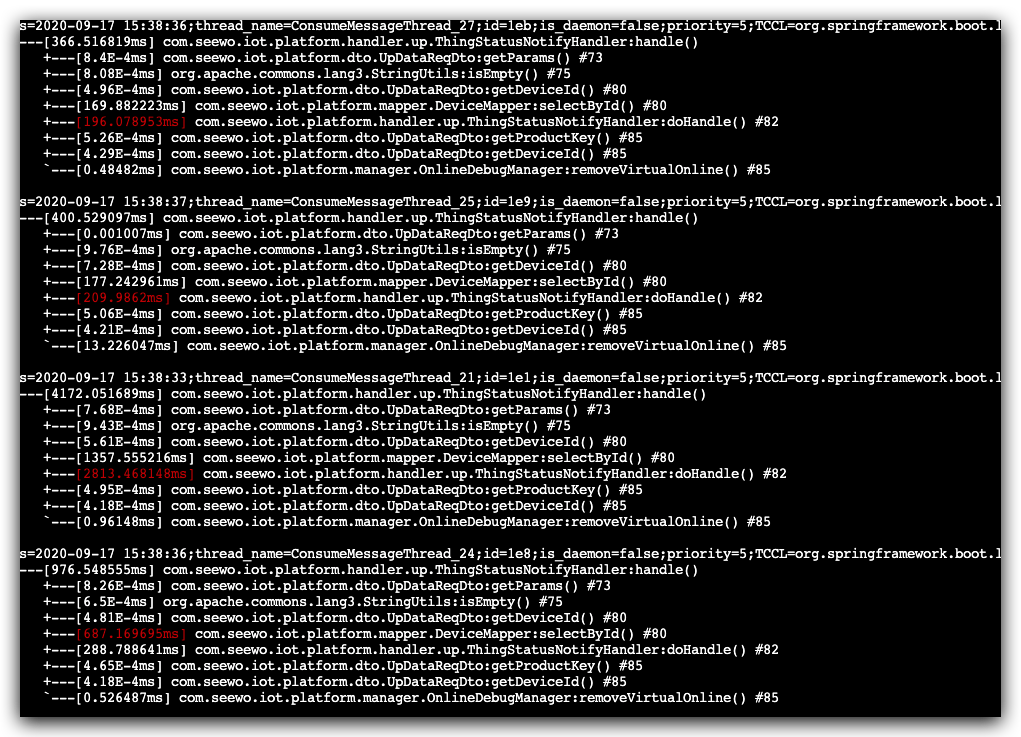 s=2020-09-17 15:38:36;thread_name=ConsumeMessageThread_27;id=1eb;is_daemon=false;priority=5;TCCL=org.springframework.boot.l
---[366.516819ms] com.seewo.iot.platform.handler.up.ThingStatusNotifyHandler:handle()
+---[8.4E-4ms] com.seewo.iot.platform.dto.UpDataReqDto:getParams() #73
+---[8.08E-4ms] org.apache.commons.lang3.StringUtils:isEmpty() #75
+---[4.96E-4ms] com.seewo.iot.platform.dto.UpDataReqDto:getDeviceId() #80
+---[169.882223ms] com.seewo.iot.platform.mapper.DeviceMapper:selectById() #80
+---[196.078953ms] com.seewo.iot.platform.handler.up.ThingStatusNotifyHandler:doHandle() #82
+---[5.26E-4ms] com.seewo.iot.platform.dto.UpDataReqDto:getProductKey() #85
+---[4.29E-4ms] com.seewo.iot.platform.dto.UpDataReqDto:getDeviceId() #85
`---[0.48482ms] com.seewo.iot.platform.manager.OnlineDebugManager:removeVirtualOnline() #85
s=2020-09-17 15:38:37;thread_name=ConsumeMessageThread_25;id=1e9;is_daemon=false;priority=5;TCCL=org.springframework.boot.l
---[400.529097ms] com.seewo.iot.platform.handler.up.ThingStatusNotifyHandler:handle()
+---[0.001007ms] com.seewo.iot.platform.dto.UpDataReqDto:getParams() #73
+---[9.76E-4ms] org.apache.commons.lang3.StringUtils:isEmpty() #75
+---[7.28E-4ms] com.seewo.iot.platform.dto.UpDataReqDto:getDeviceId() #80
+---[177.242961ms] com.seewo.iot.platform.mapper.DeviceMapper:selectById() #80
+---[209.9862ms] com.seewo.iot.platform.handler.up.ThingStatusNotifyHandler:doHandle() #82
+---[5.06E-4ms] com.seewo.iot.platform.dto.UpDataReqDto:getProductKey() #85
+---[4.21E-4ms] com.seewo.iot.platform.dto.UpDataReqDto:getDeviceId() #85
`---[13.226047ms] com.seewo.iot.platform.manager.OnlineDebugManager:removeVirtualOnline() #85
s=2020-09-17 15:38:33;thread_name=ConsumeMessageThread_21;id=1e1;is_daemon=false;priority=5;TCCL=org.springframework.boot.l
---[4172.051689ms] com.seewo.iot.platform.handler.up.ThingStatusNotifyHandler:handle()
+---[7.68E-4ms] com.seewo.iot.platform.dto.UpDataReqDto:getParams() #73
+---[9.43E-4ms] org.apache.commons.lang3.StringUtils:isEmpty() #75
+---[5.61E-4ms] com.seewo.iot.platform.dto.UpDataReqDto:getDeviceId() #80
+---[1357.555216ms] com.seewo.iot.platform.mapper.DeviceMapper:selectById() #80
+---[2813.468148ms] com.seewo.iot.platform.handler.up.ThingStatusNotifyHandler:doHandle() #82
+---[4.95E-4ms] com.seewo.iot.platform.dto.UpDataReqDto:getProductKey() #85
+---[4.18E-4ms] com.seewo.iot.platform.dto.UpDataReqDto:getDeviceId() #85
`---[0.96148ms] com.seewo.iot.platform.manager.OnlineDebugManager:removeVirtualOnline() #85
s=2020-09-17 15:38:36;thread_name=ConsumeMessageThread_24;id=1e8;is_daemon=false;priority=5;TCCL=org.springframework.boot.l
---[976.548555ms] com.seewo.iot.platform.handler.up.ThingStatusNotifyHandler:handle()
+---[8.26E-4ms] com.seewo.iot.platform.dto.UpDataReqDto:getParams() #73
+---[6.5E-4ms] org.apache.commons.lang3.StringUtils:isEmpty() #75
+---[4.81E-4ms] com.seewo.iot.platform.dto.UpDataReqDto:getDeviceId() #80
+---[687.169695ms] com.seewo.iot.platform.mapper.DeviceMapper:selectById() #80
+---[288.788641ms] com.seewo.iot.platform.handler.up.ThingStatusNotifyHandler:doHandle() #82
+---[4.65E-4ms] com.seewo.iot.platform.dto.UpDataReqDto:getProductKey() #85
+---[4.18E-4ms] com.seewo.iot.platform.dto.UpDataReqDto:getDeviceId() #85
`---[0.526487ms] com.seewo.iot.platform.manager.OnlineDebugManager:removeVirtualOnline() #85